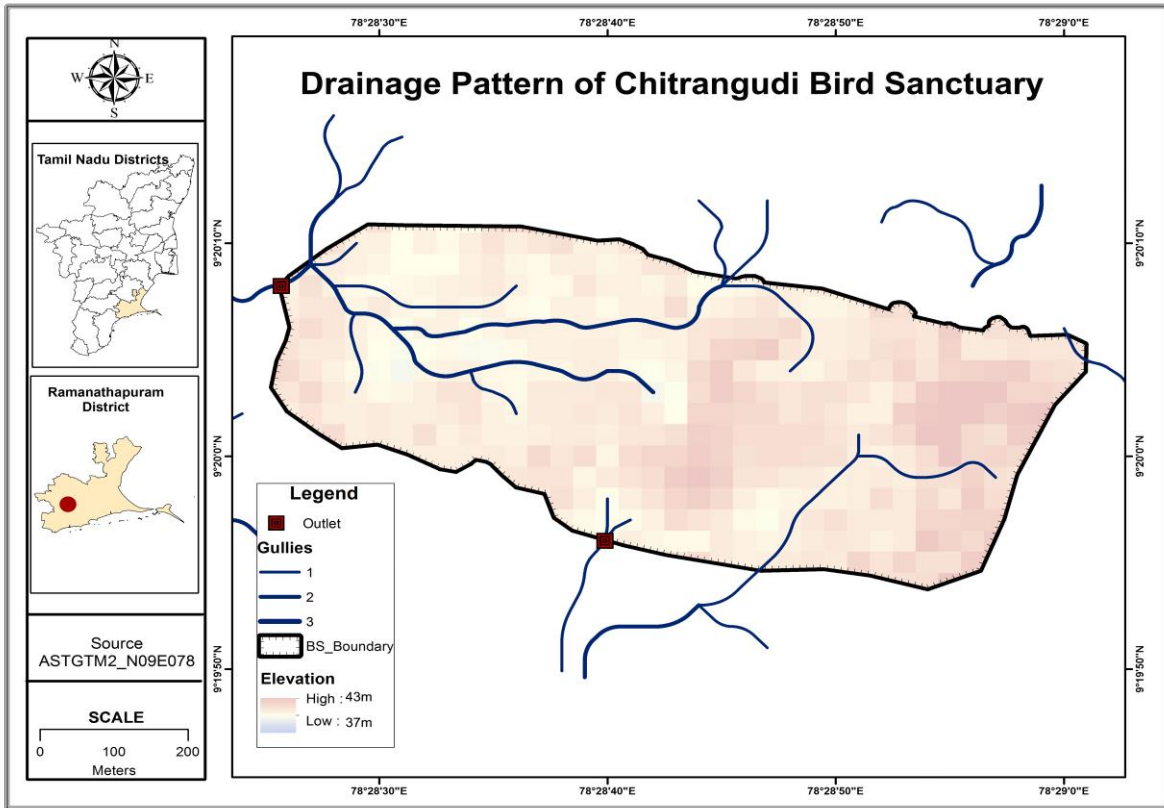 78°28'30"E
78°28'40"E
78°28'50"E
78°29'0"E
N
W
E
S
Drainage Pattern of Chitrangudi Bird Sanctuary
Tamil Nadu Districts
Ramanathapuram
District
Source
ASTGTM2_N09E078
SCALE
0
100
200
Meters
9°20'10"N
9°20'0"N
9°19'50"N
Legend
Outlet
Gullies
1
2
3
BS_Boundary
Elevation
High : 43m
Low : 37m
9°20'10"N
9°20'0"N
9°19'50"N
78°28'30"E
78°28'40"E
78°28'50"E
78°29'0"E